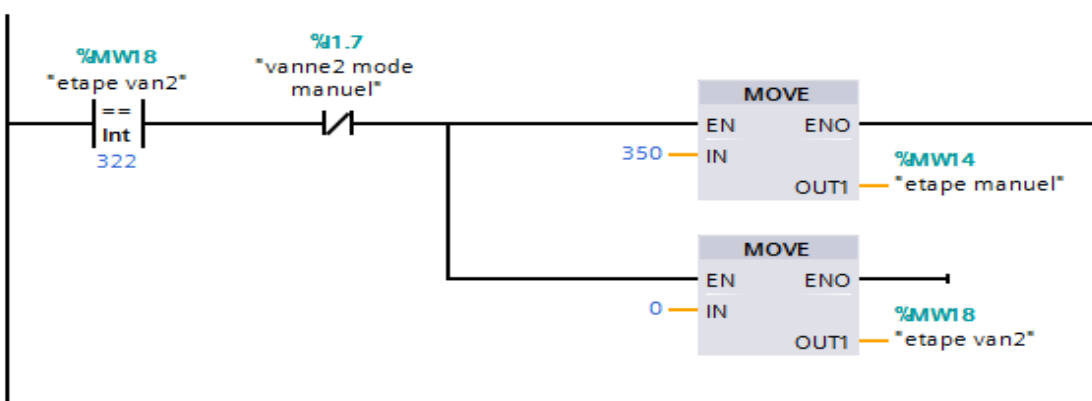 %MW18
"etape van2"
==
Int
322
%I1.7
"vanne2 mode
manuel"
MOVE
EN ENO
350 IN
OUT1
%MW14
"etape manuel"
MOVE
EN ENO
0 IN
OUT1
%MW18
"etape van2"